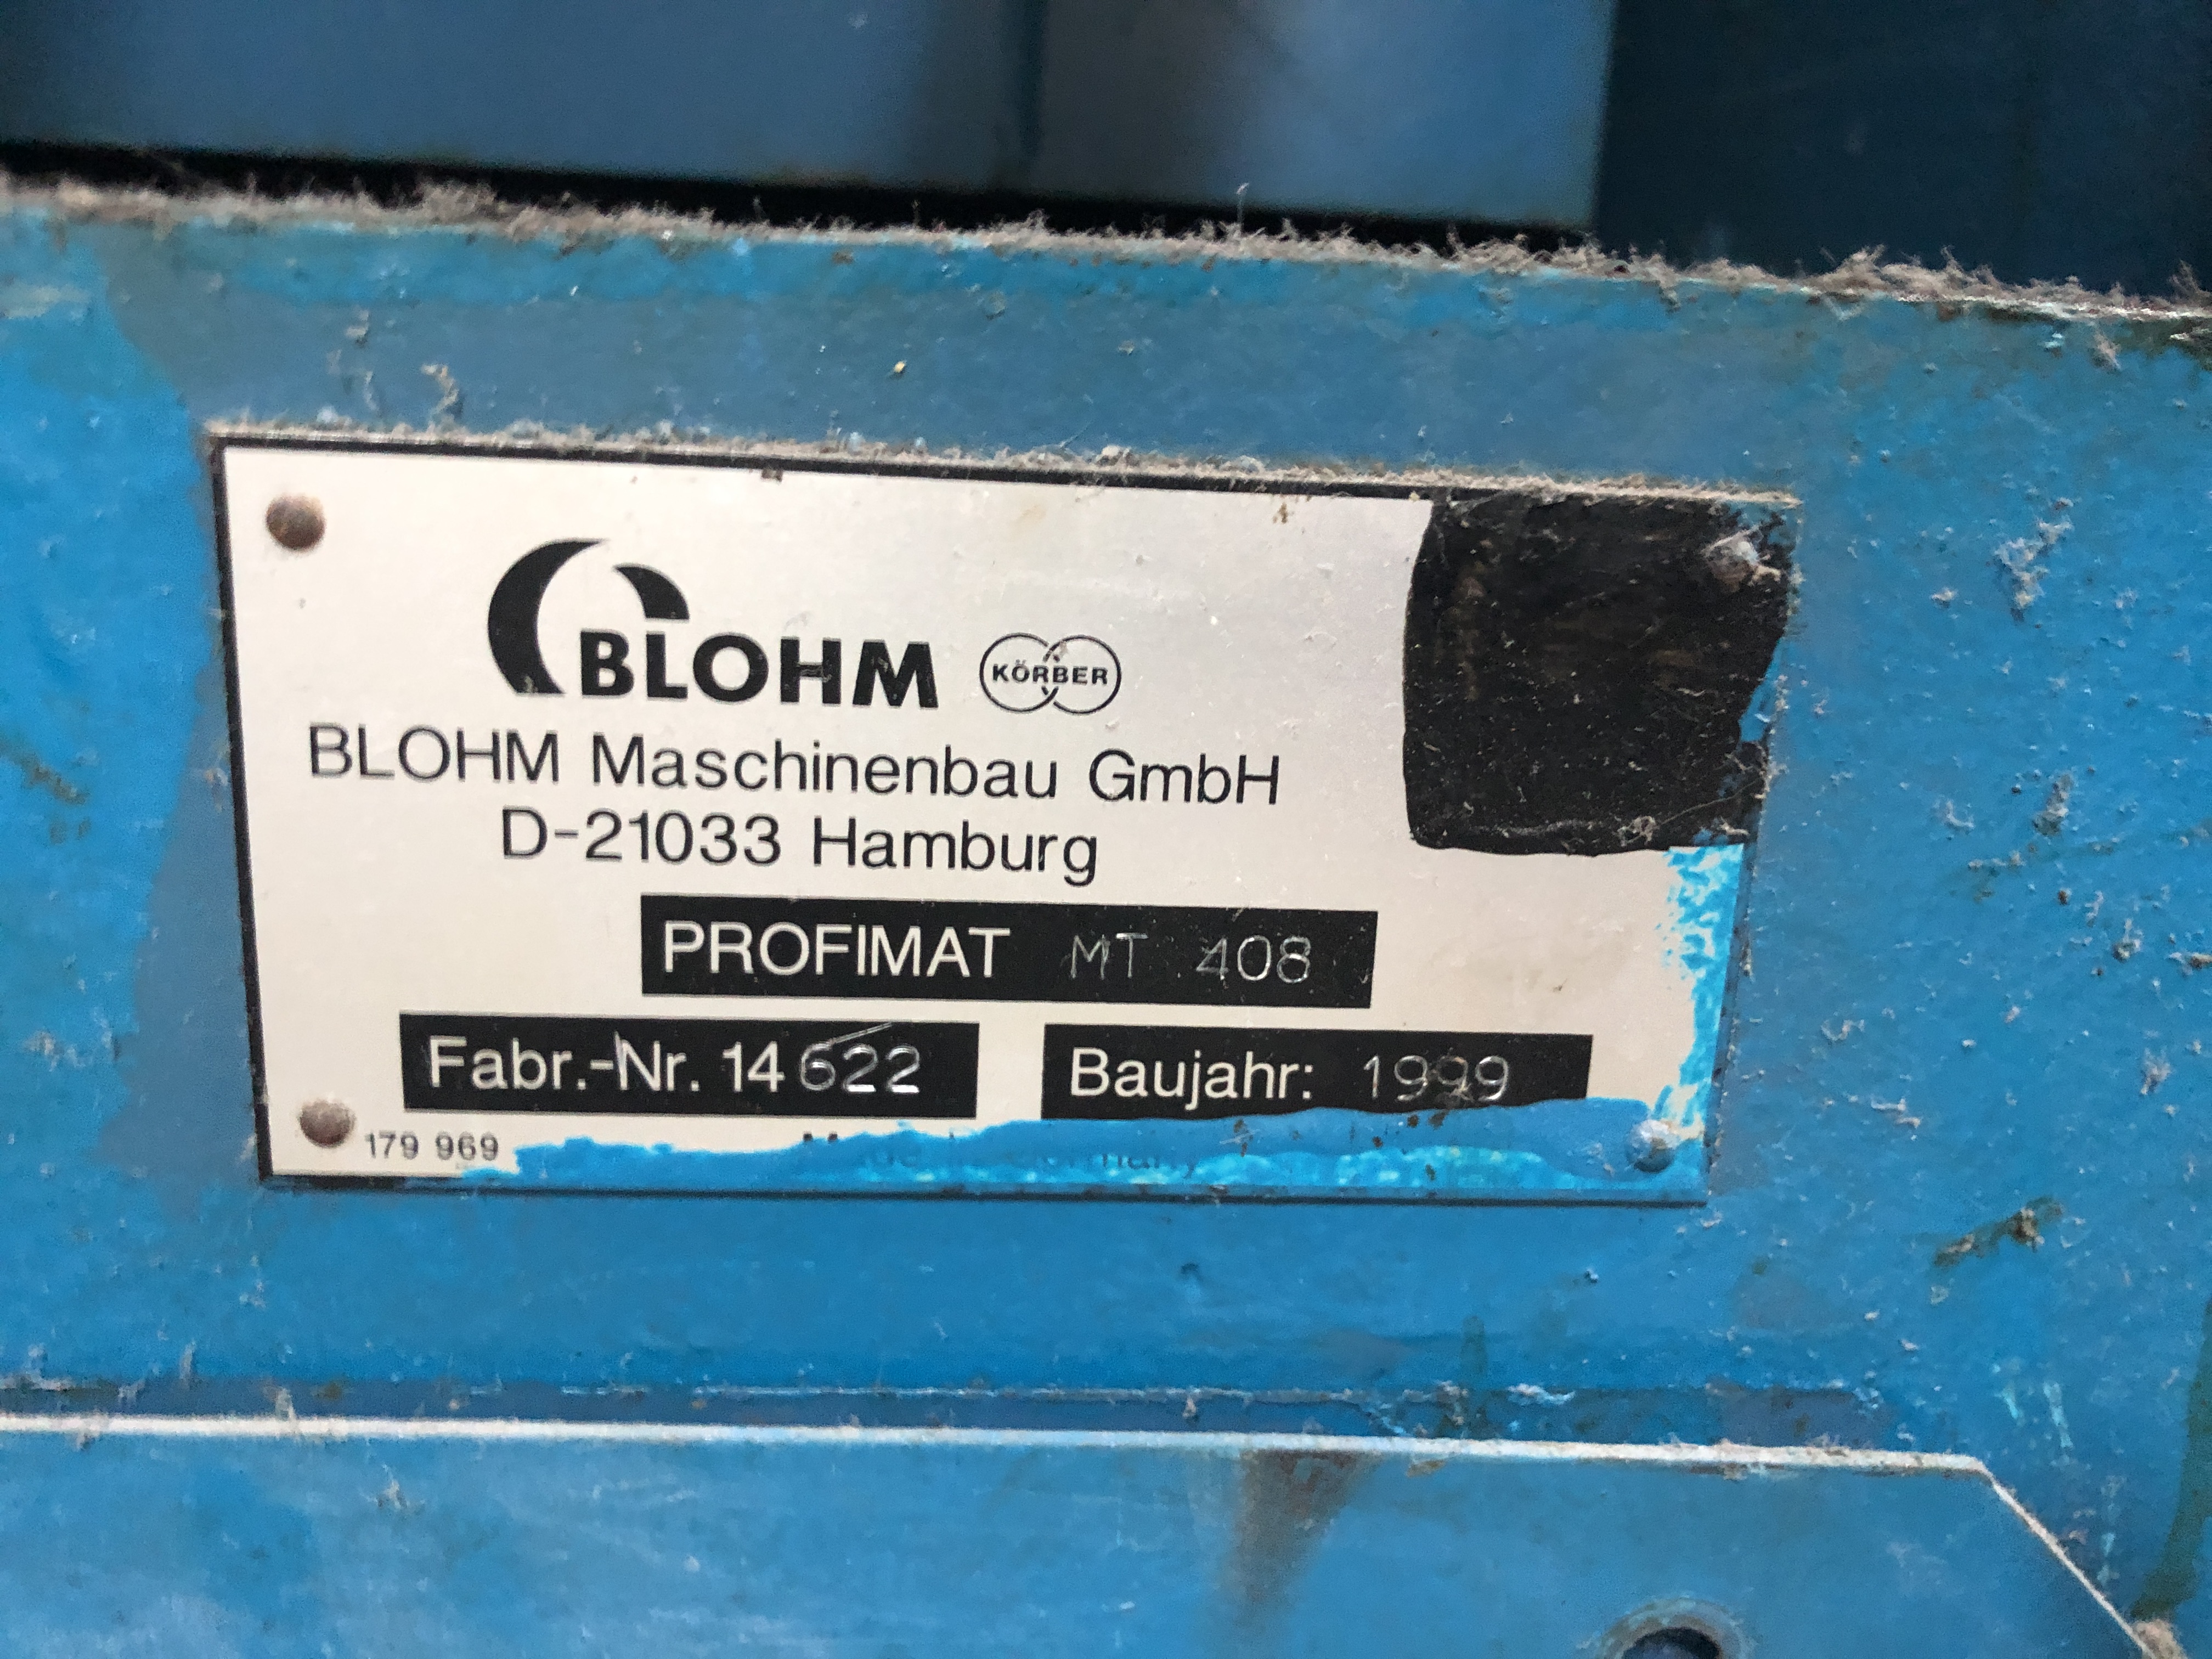 BLOHM KÖRBER
BLOHM Maschinenbau GmbH
D-21033 Hamburg
PROFIMAT MT 408
Fabr.-Nr. 14622 Baujahr: 1999
179 969